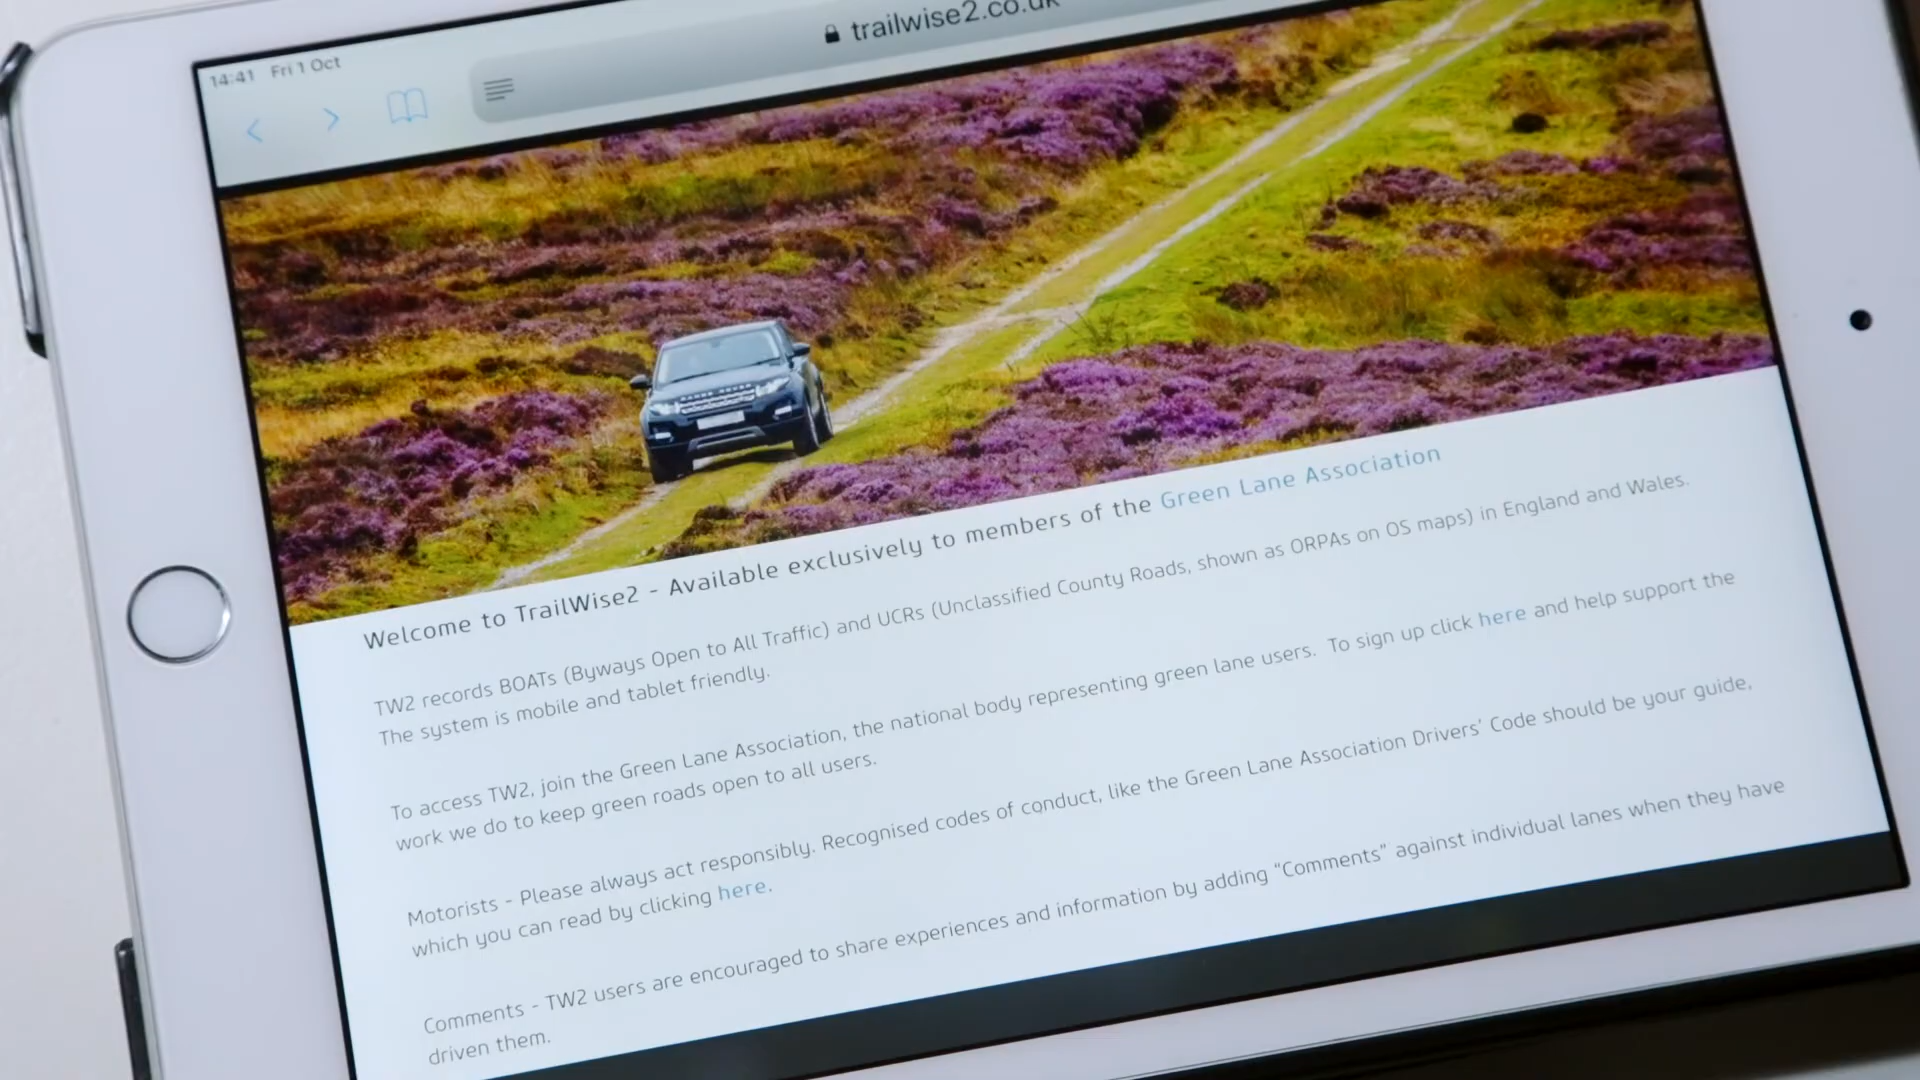 14:41 Fri 1 Oct
trailwise2.co.uk
RANGE ROVER
Welcome to TrailWise2 - Available exclusively to members of the Green Lane Association
TW2 records BOATs (Byways Open to All Traffic) and UCRs (Unclassified County Roads, shown as ORPAs on OS maps) in England and Wales.
The system is mobile and tablet friendly.
To access TW2, join the Green Lane Association, the national body representing green lane users. To sign up click here and help support the
work we do to keep green roads open to all users.
Motorists - Please always act responsibly. Recognised codes of conduct, like the Green Lane Association Drivers' Code should be your guide,
which you can read by clicking here.
Comments - TW2 users are encouraged to share experiences and information by adding "Comments" against individual lanes when they have
driven them.